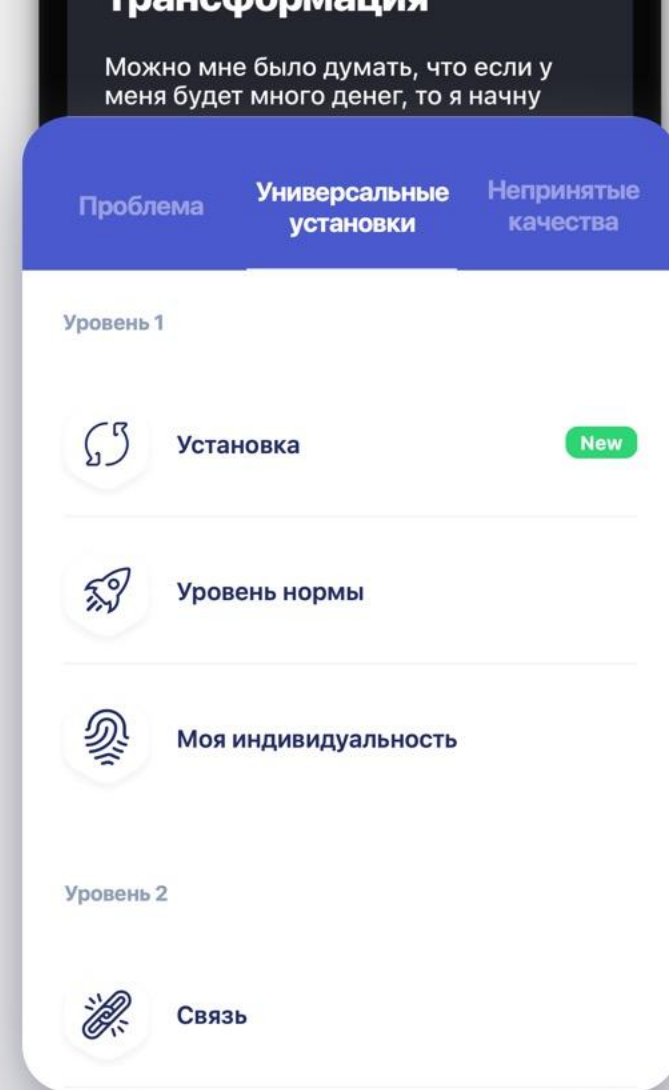 трансформация
Можно мне было думать, что если у
меня будет много денег, то я начну
Проблема
Универсальные
установки
Непринятые
качества
Уровень 1
Установка
New
Уровень нормы
Моя индивидуальность
Уровень 2
Связь